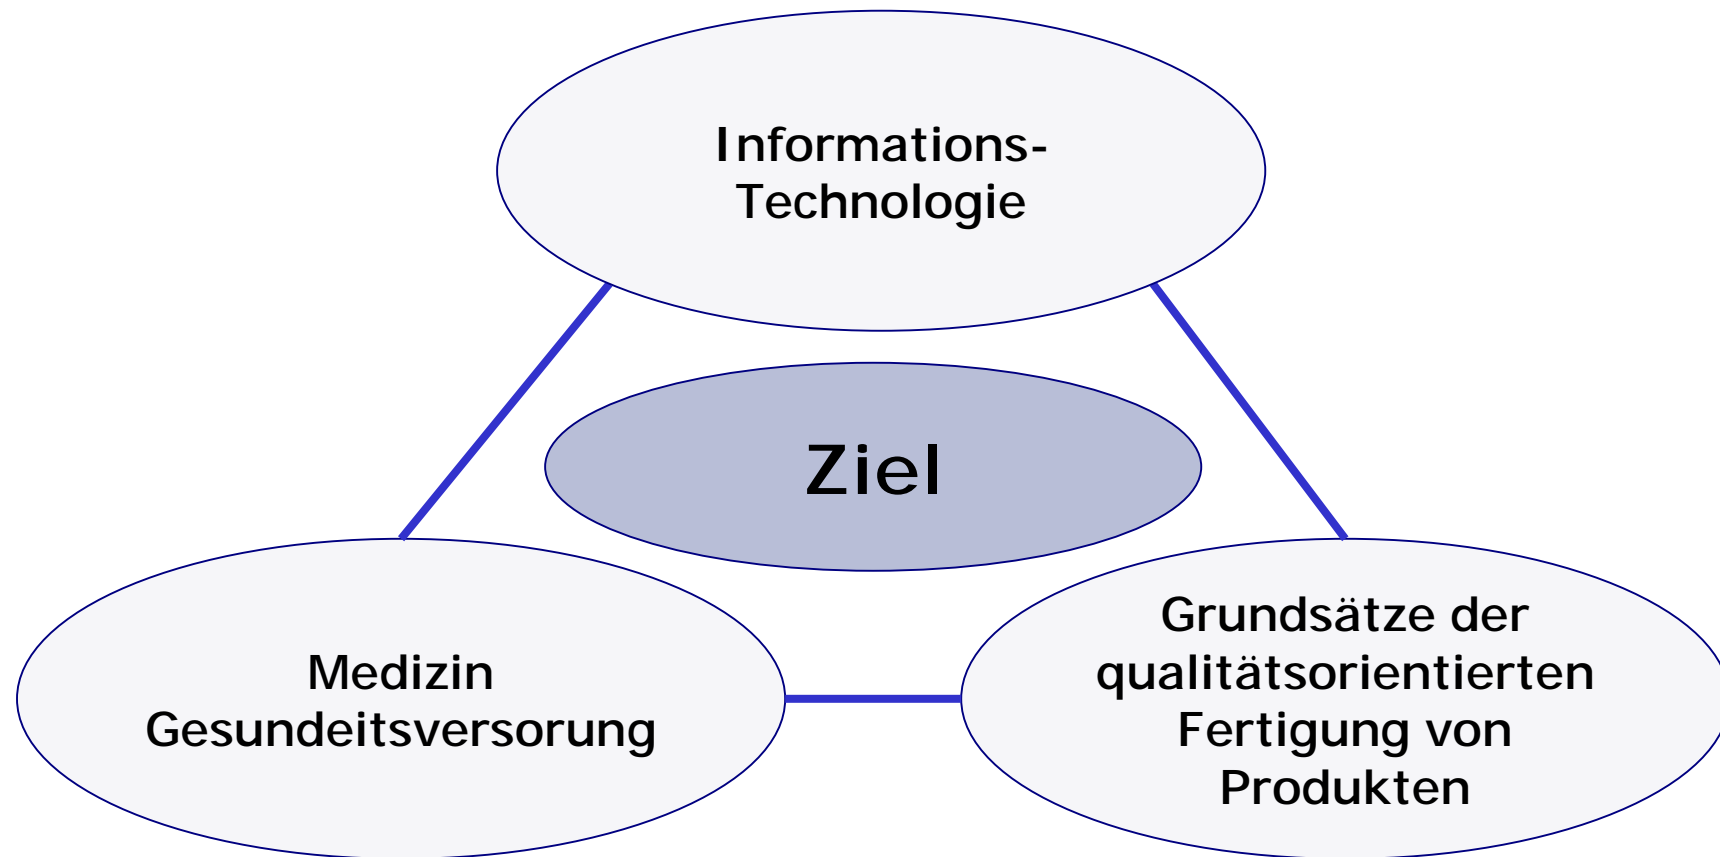 Informations-
Technologie
Ziel
Medizin
Gesundeitsversorung
Grundsätze der
qualitätsorientierten
Fertigung von
Produkten